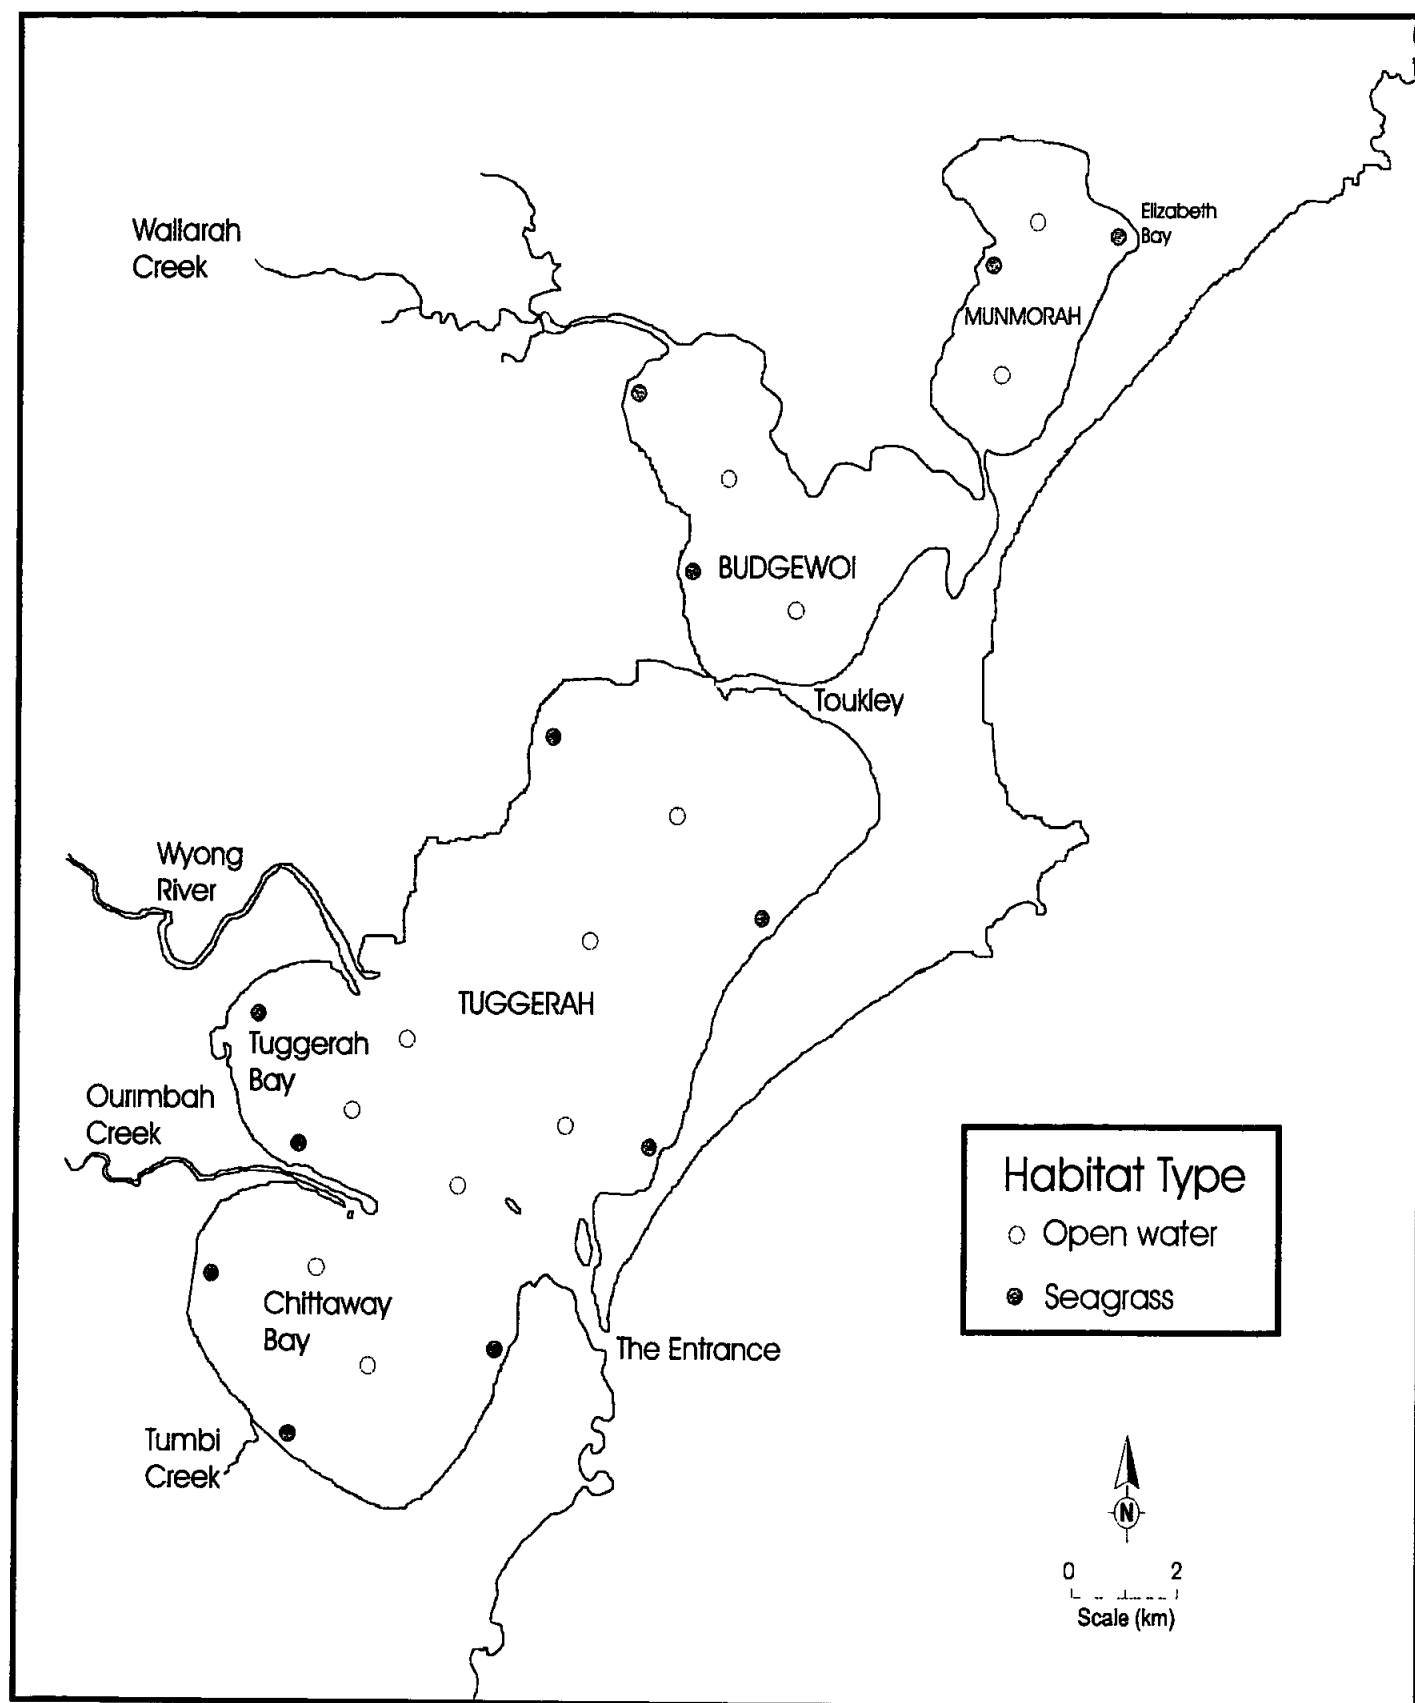 Elizabeth
Bay
Wallarah
Creek
MUNMORAH
BUDGEWOI
Toukley
Wyong
River
TUGGERAH
Tuggerah
Bay
Ourimbah
Creek
Habitat Type
Open water
Seagrass
Chittaway
Bay
The Entrance
Tumbi
Creek
N
0 2
Scale (km)